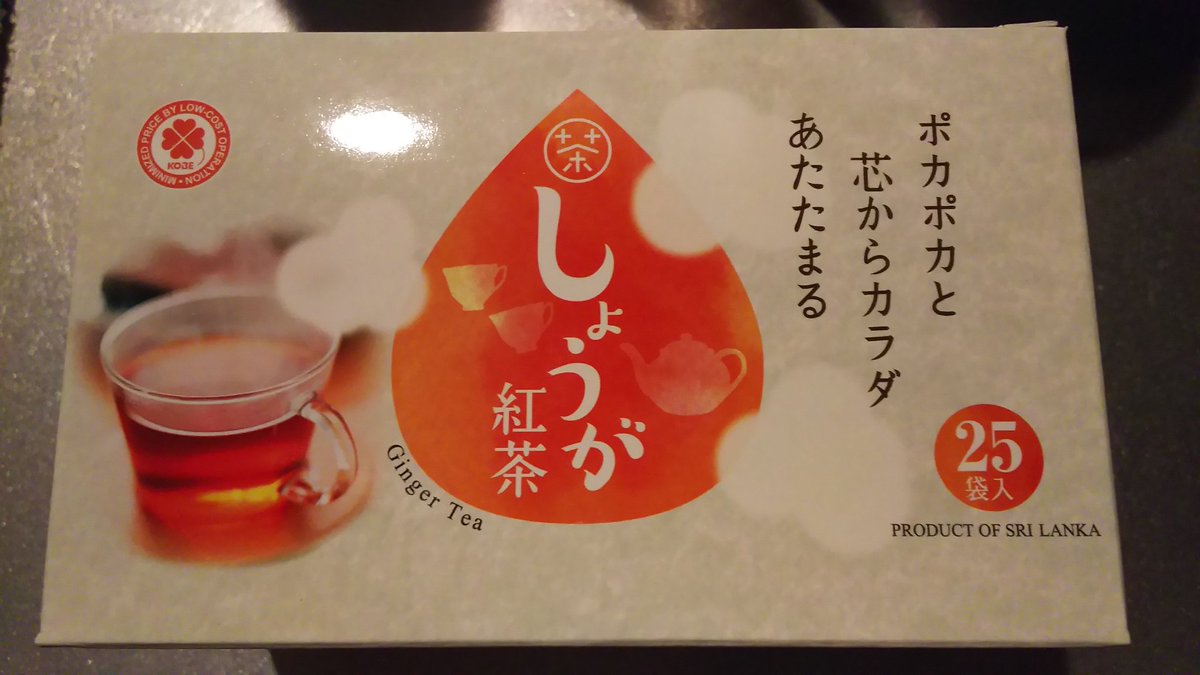 MINIMIZED PRICE BY LOW-COST OPERATION
KOBE
茶
しょうが
紅茶
Ginger Tea
ポカポカと
芯からカラダ
あたたまる
25
袋入
PRODUCT OF SRI LANKA